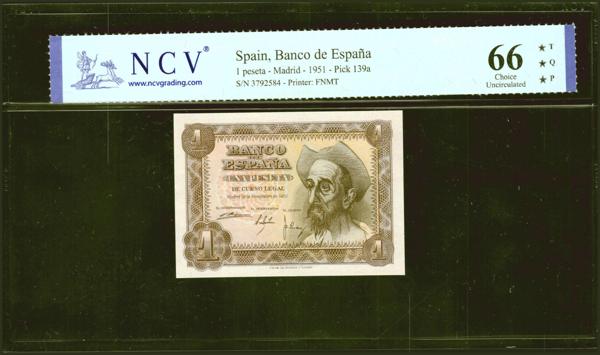 NCV®
www.ncvgrading.com
Spain, Banco de España
1 peseta - Madrid - 1951 - Pick 139a
S/N 3792584 - Printer: FNMT
66
Choice
Uncirculated
★ T
★ Q
★ P
1
1
BANCO
DE
ESPAÑA
UNA PESETA
DE CURSO LEGAL
1
1